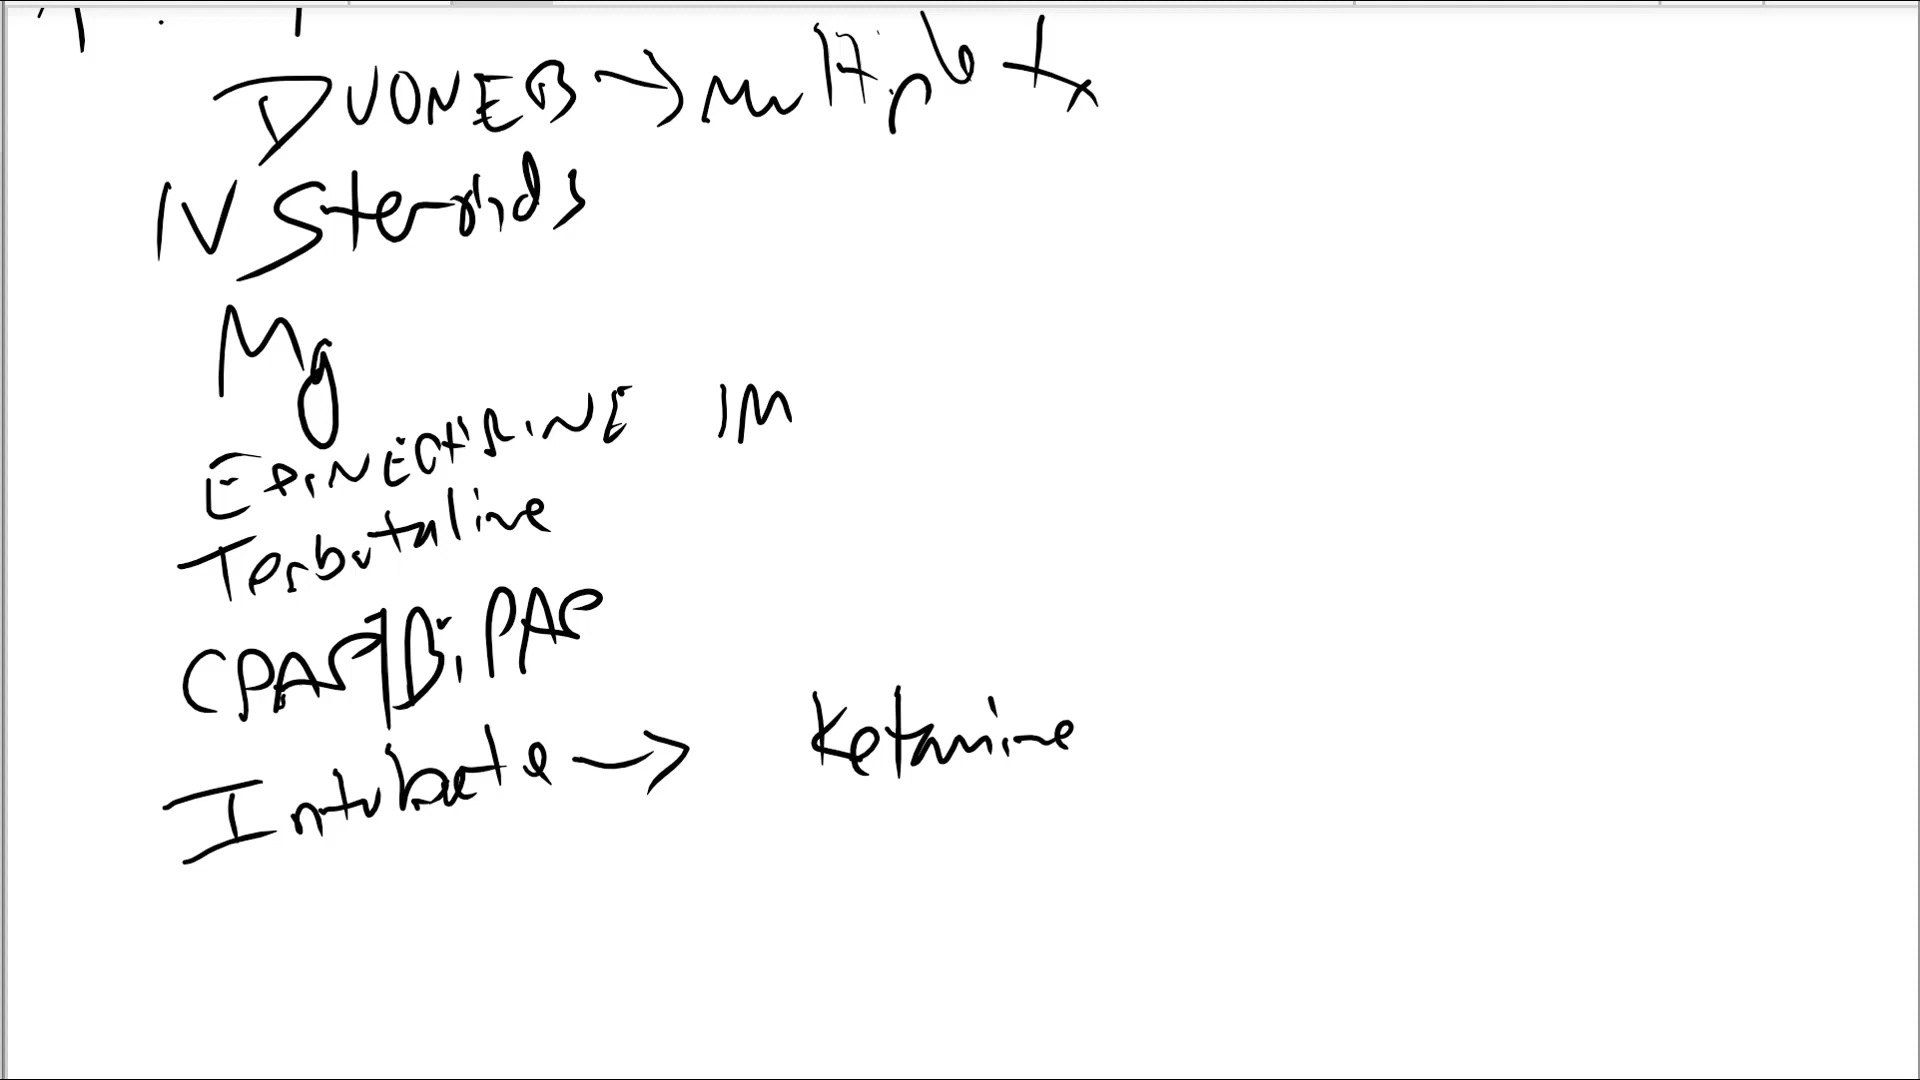 DUONEB → multiple tx
IV Steroids
Mg
EPINEPHRINE IM
Terbutaline
CPAP/BiPAP
Intubate → Ketamine